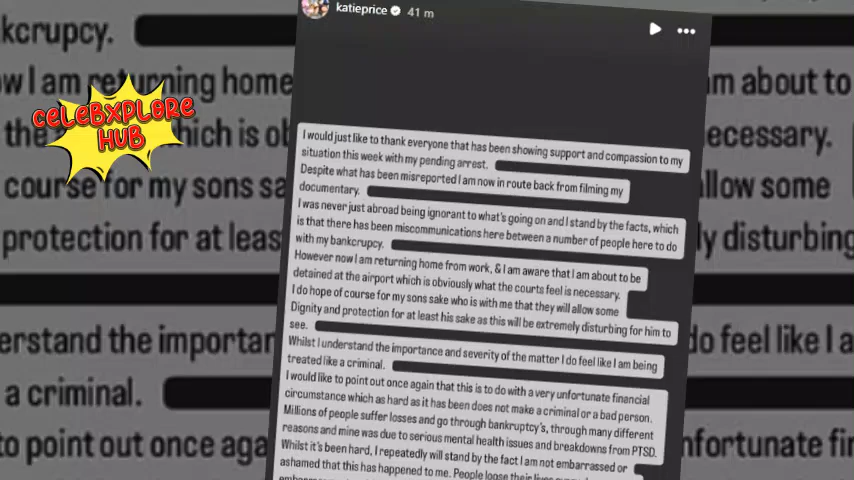 katieprice 41 m
I would just like to thank everyone that has been showing support and compassion to my
situation this week with my pending arrest.
Despite what has been misreported I am now in route back from filming my
documentary.
I was never just abroad being ignorant to what's going on and I stand by the facts, which
is that there has been miscommunications here between a number of people here to do
with my bankrupcy.
However now I am returning home from work, & I am aware that I am about to be
detained at the airport which is obviously what the courts feel is necessary.
I do hope of course for my sons sake who is with me that they will allow some
Dignity and protection for at least his sake as this will be extremely disturbing for him to
see.
Whilst I understand the importance and severity of the matter I do feel like I am being
treated like a criminal.
I would like to point out once again that this is to do with a very unfortunate financial
circumstance which as hard as it has been does not make a criminal or a bad person.
Millions of people suffer losses and go through bankruptcy's, through many different
reasons and mine was due to serious mental health issues and breakdowns from PTSD.
Whilst it's been hard, I repeatedly will stand by the fact I am not embarrassed or
ashamed that this has happened to me. People loose their lives
CELEBXPLORE
HUB
kcrupcy.
ow I am returning home
am about to
the
hich is ob
necessary.
course for my sons sa
allow some
protection for at leas
ly disturbing
erstand the importan
do feel like I a
a criminal.
to point out once aga
nfortunate fin